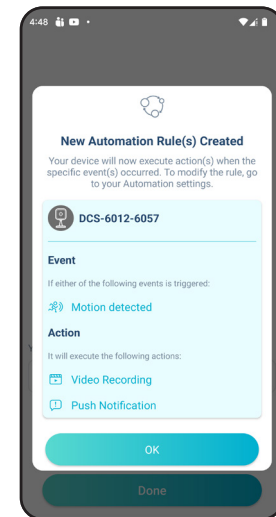 4:48
New Automation Rule(s) Created
Your device will now execute action(s) when the
specific event(s) occurred. To modify the rule, go
to your Automation settings.
DCS-6012-6057
Event
If either of the following events is triggered:
Motion detected
Action
It will execute the following actions:
Video Recording
Push Notification
OK
Done